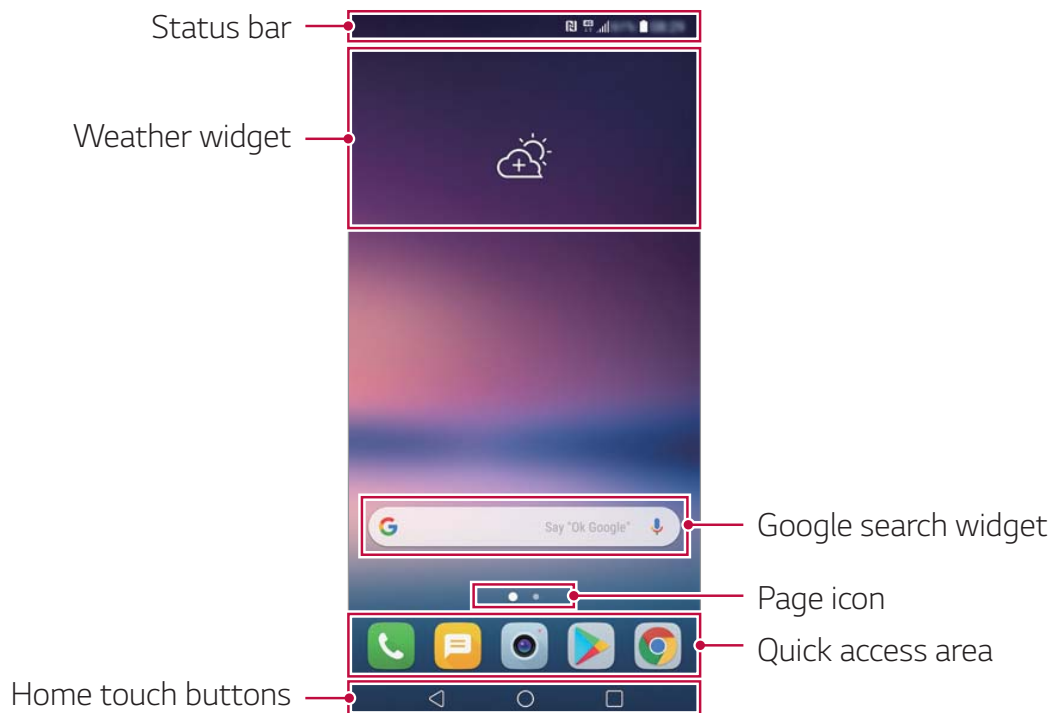 Status bar
Weather widget
Say "Ok Google"
Google search widget
Page icon
Quick access area
Home touch buttons